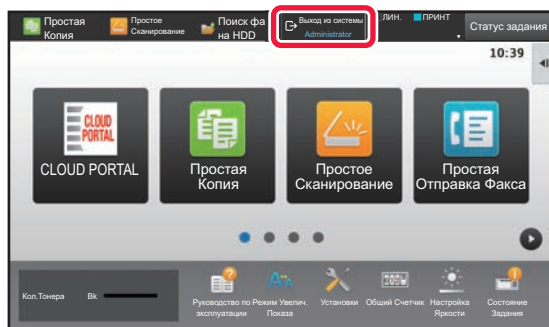 Простая
Копия
Простое
Сканирование
Поиск фа
на HDD
Выход из системы
Administrator
ЛИН.
ПРИНТ
Статус задания
10:39
CLOUD
PORTAL
CLOUD PORTAL
Простая
Копия
Простое
Сканирование
Простая
Отправка Факса
Кол.Тонера
Bk
Руководство по
эксплуатации
Режим Увелич.
Показа
Установки
Общий Счетчик
Настройка
Яркости
Состояние
Задания